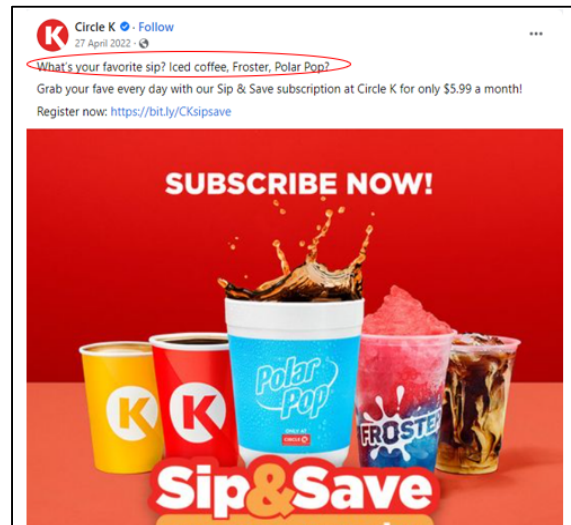 Circle K · Follow
27 April 2022 ·
What's your favorite sip? Iced coffee, Froster, Polar Pop?
Grab your fave every day with our Sip & Save subscription at Circle K for only $5.99 a month!
Register now: https://bit.ly/CKsipsave
SUBSCRIBE NOW!
K
K
Polar
Pop
ONLY AT
CIRCLE K
FROSTER
Sip&Save